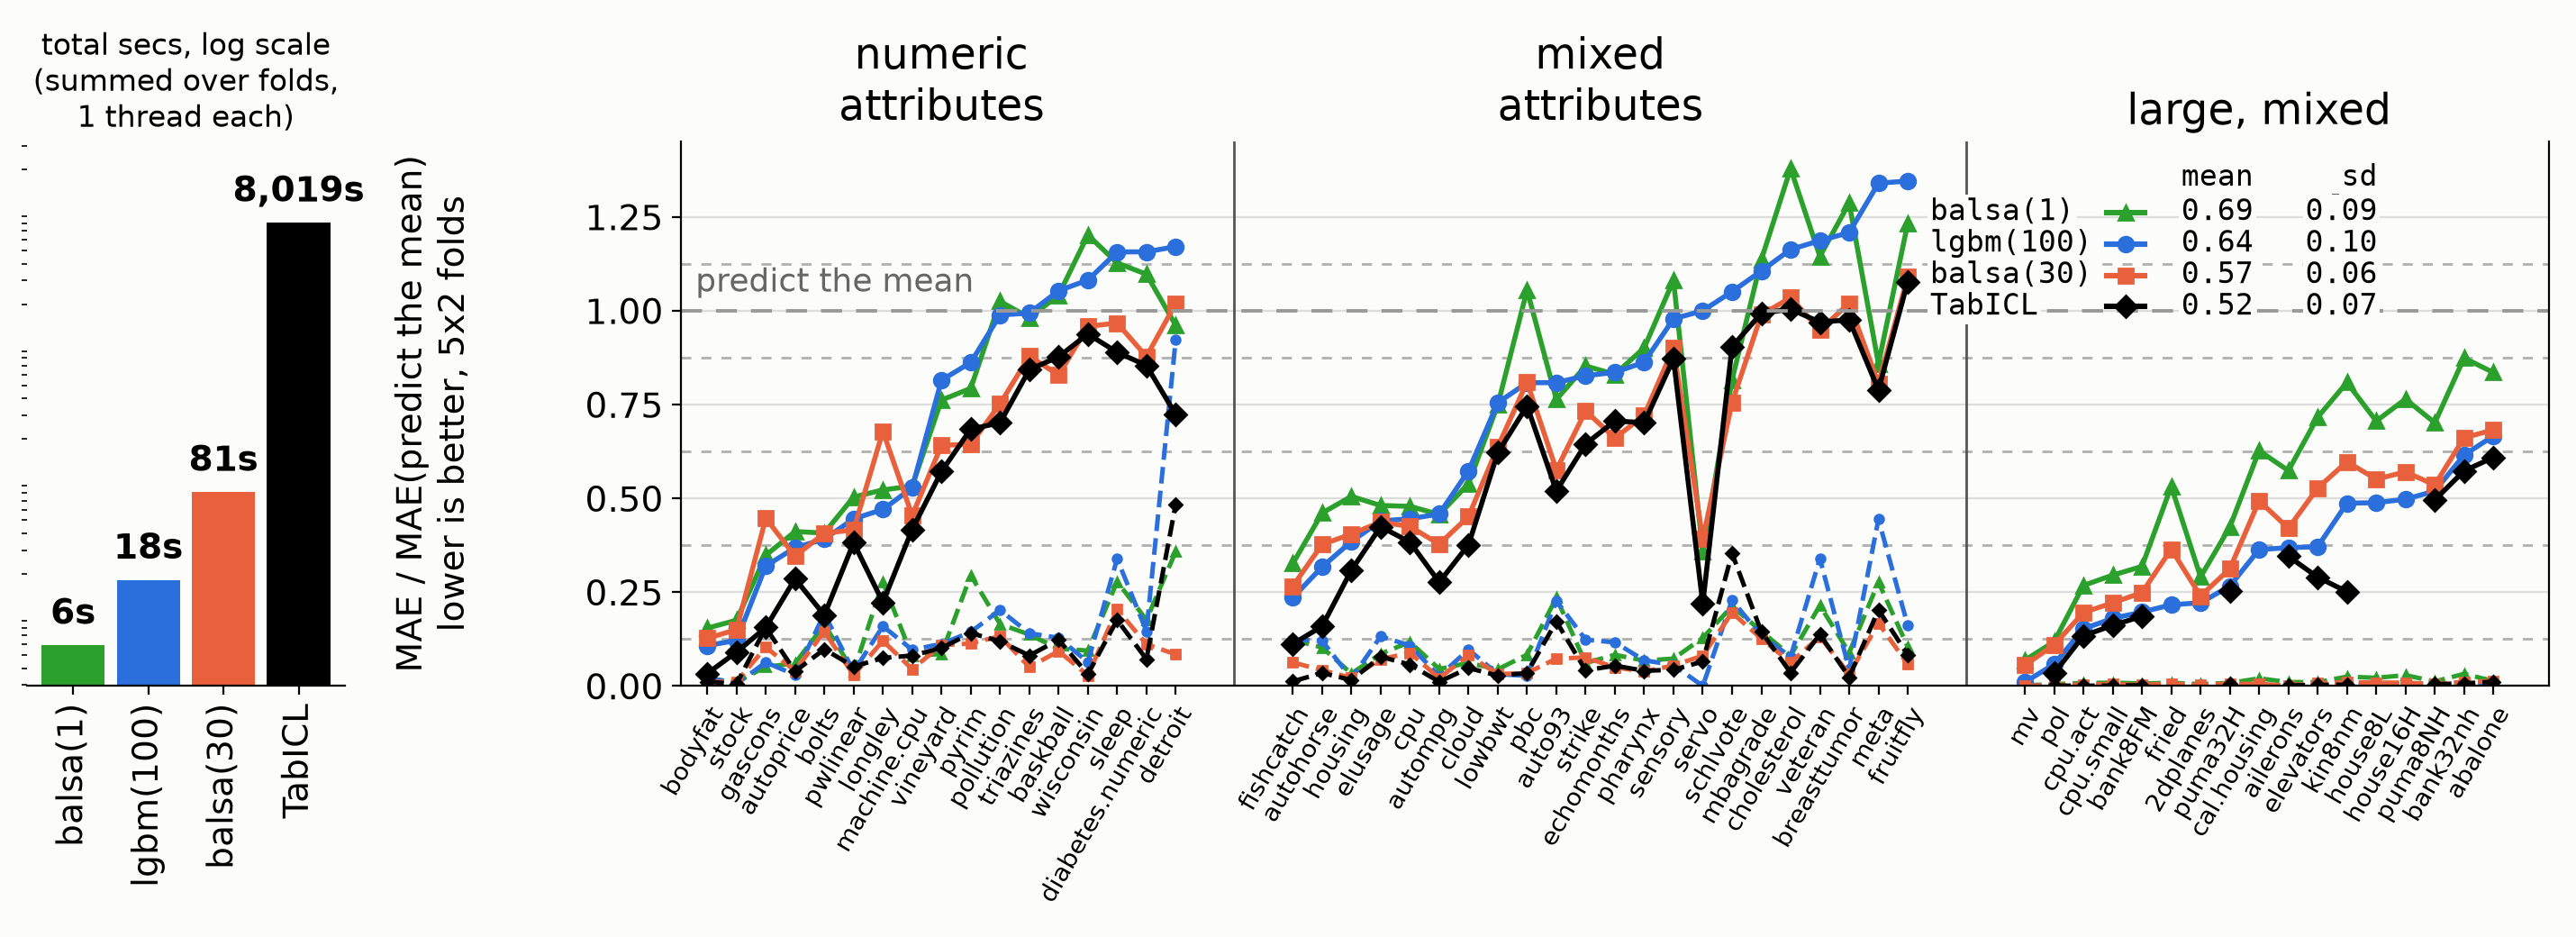 total secs, log scale
(summed over folds,
1 thread each)
8,019s
81s
18s
6s
balsa(1)
lgbm(100)
balsa(30)
TabICL
MAE / MAE(predict the mean)
lower is better, 5x2 folds
numeric
attributes
mixed
attributes
large, mixed
1.25
1.00
0.75
0.50
0.25
0.00
predict the mean
mean sd
balsa(1) 0.69 0.09
lgbm(100) 0.64 0.10
balsa(30) 0.57 0.06
TabICL 0.52 0.07
bodyfat
stock
gascons
autoprice
bolts
pwlinear
longley
machine.cpu
vineyard
pyrim
pollution
triazines
baskball
wisconsin
sleep
diabetes.numeric
detroit
fishcatch
autohorse
housing
elusage
cpu
autompg
cloud
lowbwt
pbc
auto93
strike
echomonths
pharynx
sensory
servo
schlvote
mbagrade
cholesterol
veteran
breasttumor
meta
fruitfly
mv
pol
cpu.act
cpu.small
bank8FM
fried
2dplanes
puma32H
cal.housing
ailerons
elevators
kin8nm
house8L
house16H
puma8NH
bank32nh
abalone